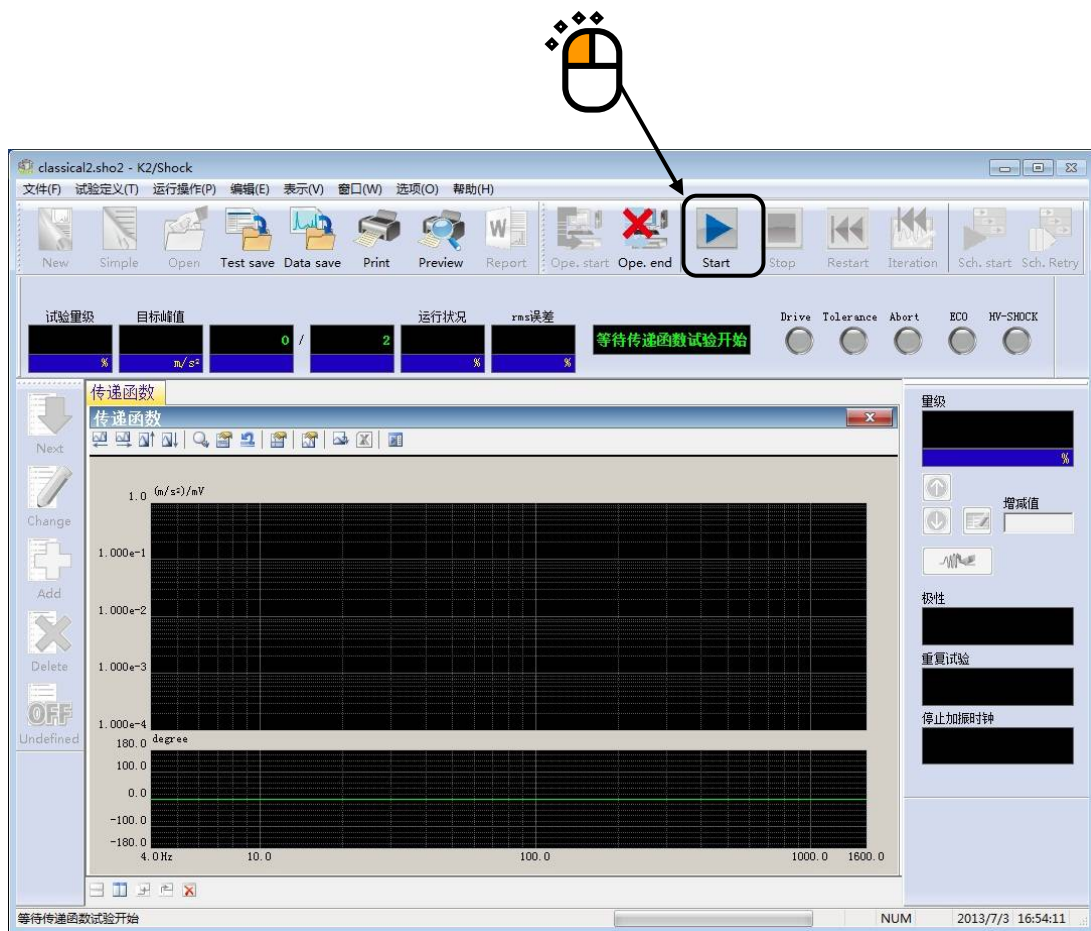 classical2.sho2 - K2/Shock
文件(F) 试验定义(T) 运行操作(P) 编辑(E) 表示(V) 窗口(W) 选项(O) 帮助(H)
New Simple Open Test save Data save Print Preview Report Ope. start Ope. end Start Stop Restart Iteration Sch. start Sch. Retry
试验量级 目标峰值 运行状况 rms误差 Drive Tolerance Abort ECO HV-SHOCK
0 / 2 等待传递函数试验开始
% m/s² % %
传递函数
传递函数
Next
Change
Add
Delete
OFF
Undefined
1.0 (m/s²)/mV
1.000e-1
1.000e-2
1.000e-3
1.000e-4
degree
180.0
100.0
0.0
-100.0
-180.0
4.0Hz 10.0 100.0 1000.0 1600.0
量级
%
增减值
极性
重复试验
停止加振时钟
等待传递函数试验开始 NUM 2013/7/3 16:54:11